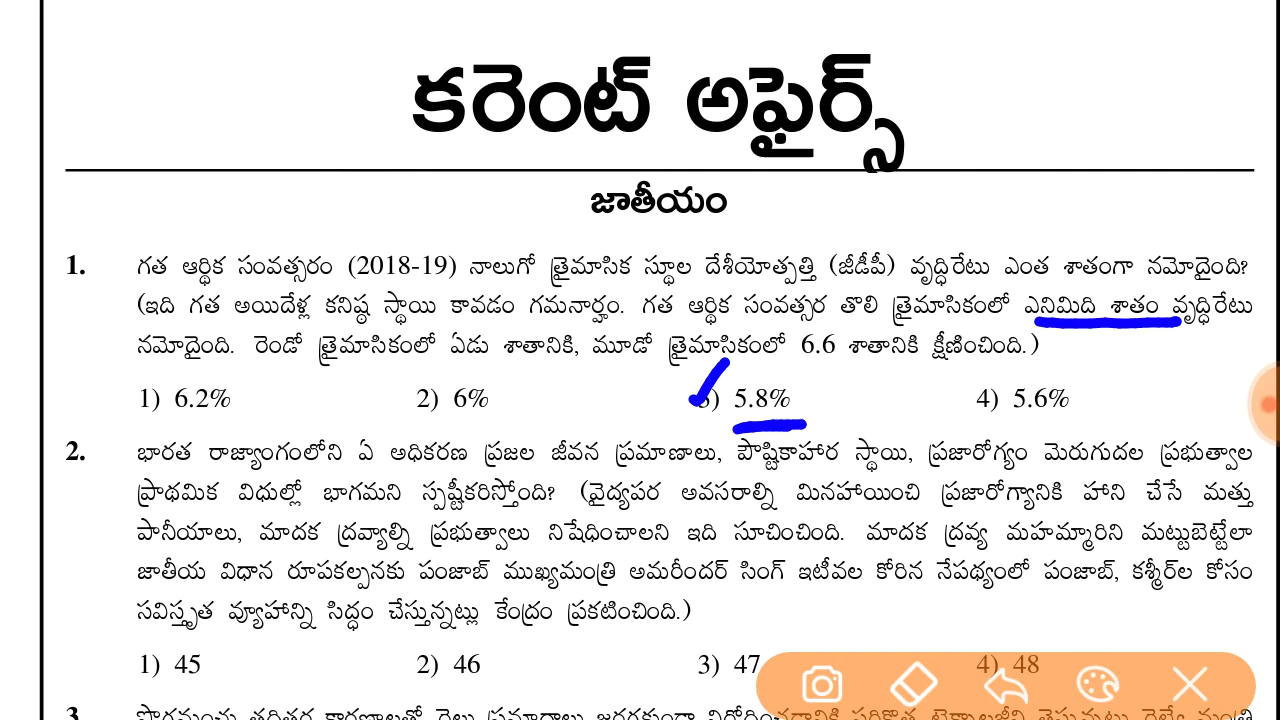 కరెంట్ అఫైర్స్
జాతీయం
1. గత ఆర్థిక సంవత్సరం (2018-19) నాలుగో త్రైమాసిక స్థూల దేశీయోత్పత్తి (జీడీపీ) వృద్ధిరేటు ఎంత శాతంగా నమోదైంది?
(ఇది గత అయిదేళ్ల కనిష్ఠ స్థాయి కావడం గమనార్హం. గత ఆర్థిక సంవత్సర తొలి త్రైమాసికంలో ఎనిమిది శాతం వృద్ధిరేటు
నమోదైంది. రెండో త్రైమాసికంలో ఏడు శాతానికి, మూడో త్రైమాసికంలో 6.6 శాతానికి క్షీణించింది.)
1) 6.2% 2) 6% 3) 5.8% 4) 5.6%
2. భారత రాజ్యాంగంలోని ఏ అధికరణ ప్రజల జీవన ప్రమాణాలు, పౌష్టికాహార స్థాయి, ప్రజారోగ్యం మెరుగుదల ప్రభుత్వాల
ప్రాథమిక విధుల్లో భాగమని స్పష్టీకరిస్తోంది? (వైద్యపర అవసరాల్ని మినహాయించి ప్రజారోగ్యానికి హాని చేసే మత్తు
పానీయాలు, మాదక ద్రవ్యాల్ని ప్రభుత్వాలు నిషేధించాలని ఇది సూచించింది. మాదక ద్రవ్య మహమ్మారిని మట్టుబెట్టేలా
జాతీయ విధాన రూపకల్పనకు పంజాబ్ ముఖ్యమంత్రి అమరీందర్ సింగ్ ఇటీవల కోరిన నేపథ్యంలో పంజాబ్, కశ్మీర్‌ల కోసం
సవిస్తృత వ్యూహాన్ని సిద్ధం చేస్తున్నట్లు కేంద్రం ప్రకటించింది.)
1) 45 2) 46 3) 47 4) 48
3.